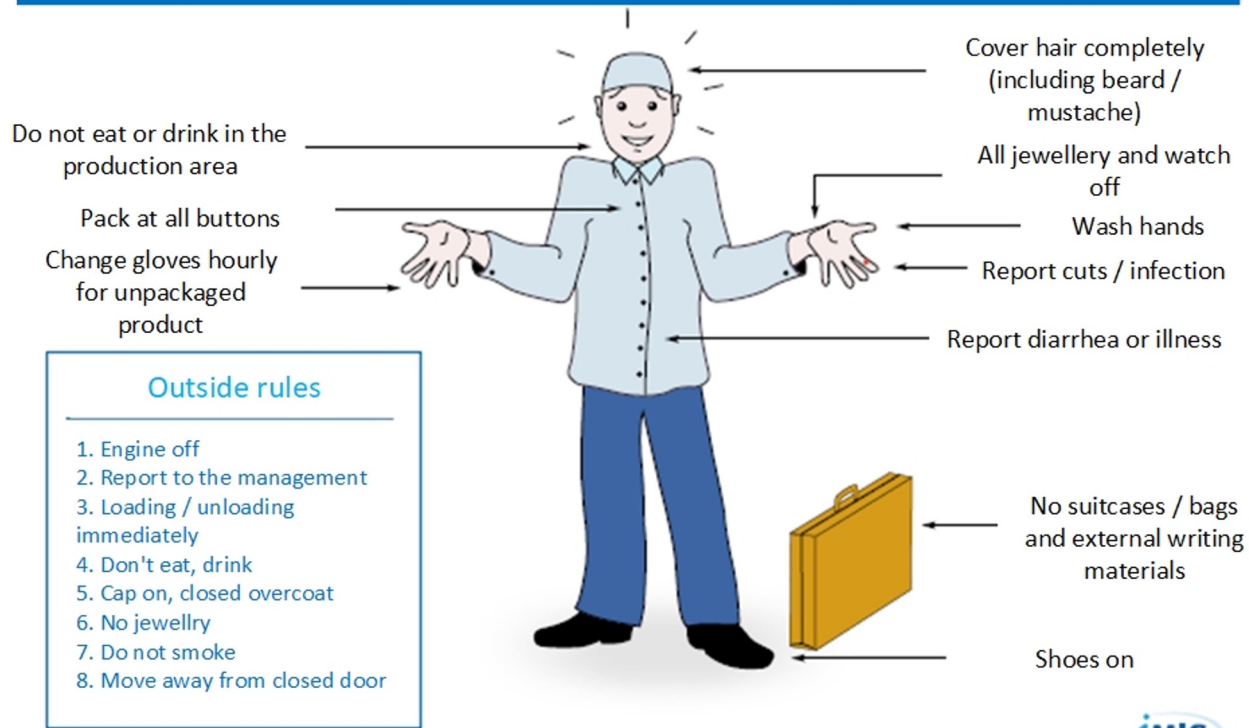 Do not eat or drink in the
production area
Pack at all buttons
Change gloves hourly
for unpackaged
product
Cover hair completely
(including beard /
mustache)
All jewellery and watch
off
Wash hands
Report cuts / infection
Report diarrhea or illness
No suitcases / bags
and external writing
materials
Shoes on
Outside rules
1. Engine off
2. Report to the management
3. Loading / unloading
immediately
4. Don't eat, drink
5. Cap on, closed overcoat
6. No jewellry
7. Do not smoke
8. Move away from closed door